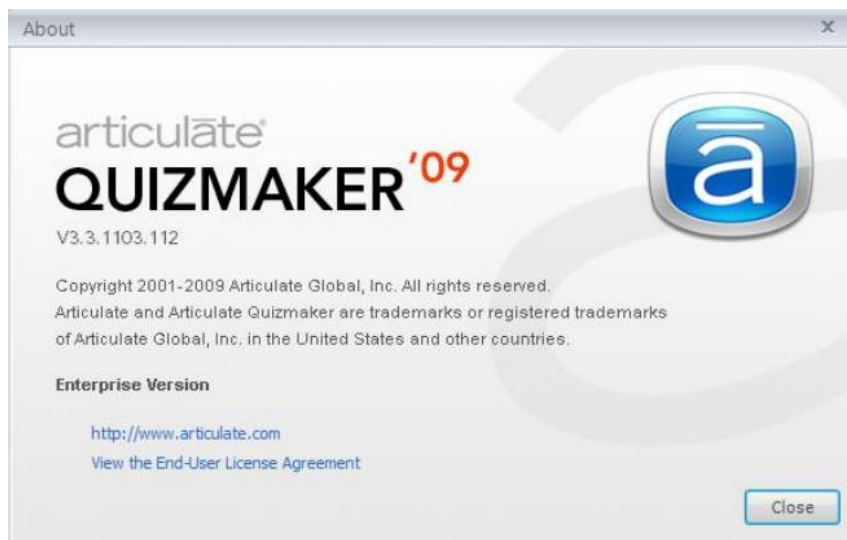 About
x
articulāte®
QUIZMAKER '09
V3.3.1103.112
Copyright 2001-2009 Articulate Global, Inc. All rights reserved.
Articulate and Articulate Quizmaker are trademarks or registered trademarks
of Articulate Global, Inc. in the United States and other countries.
Enterprise Version
http://www.articulate.com
View the End-User License Agreement
Close
ā